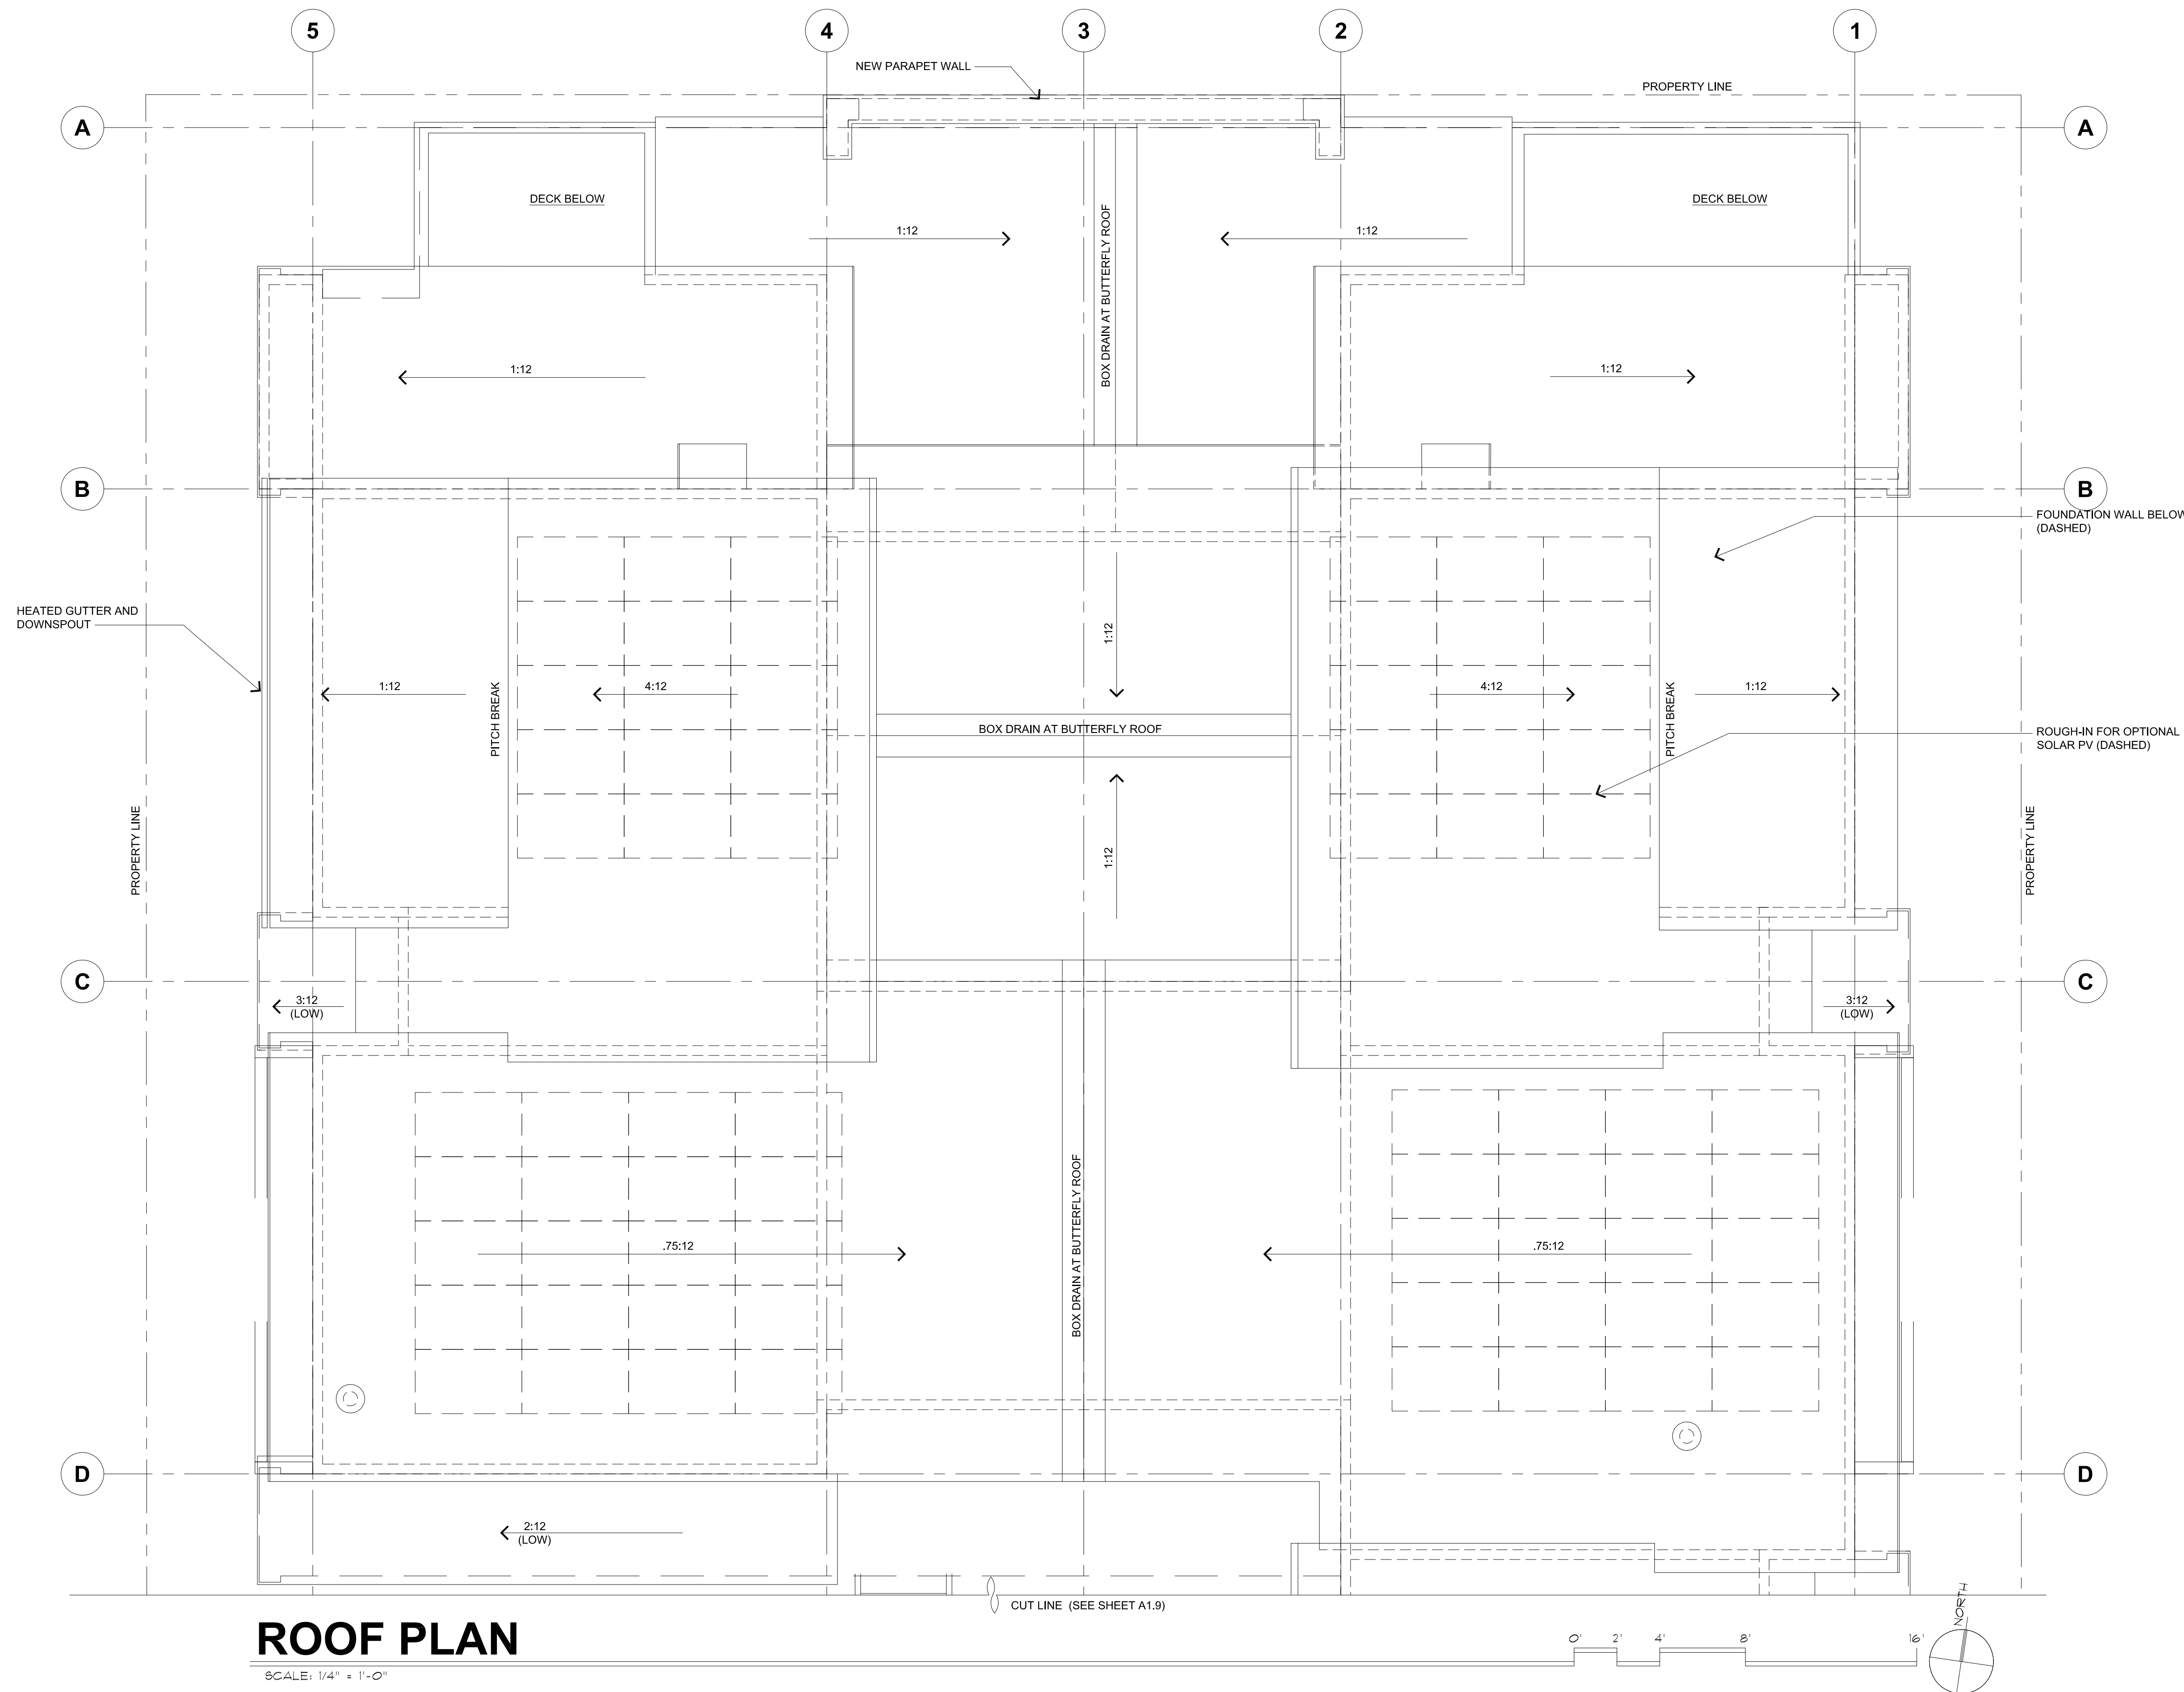 5
4
3
2
1
NEW PARAPET WALL
PROPERTY LINE
A
A
DECK BELOW
DECK BELOW
1:12
1:12
BOX DRAIN AT BUTTERFLY ROOF
1:12
1:12
B
B
FOUNDATION WALL BELOW
(DASHED)
HEATED GUTTER AND
DOWNSPOUT
1:12
1:12
PITCH BREAK
4:12
4:12
PITCH BREAK
1:12
BOX DRAIN AT BUTTERFLY ROOF
ROUGH-IN FOR OPTIONAL
SOLAR PV (DASHED)
PROPERTY LINE
1:12
PROPERTY LINE
C
C
3:12
(LOW)
3:12
(LOW)
.75:12
BOX DRAIN AT BUTTERFLY ROOF
.75:12
D
D
2:12
(LOW)
CUT LINE (SEE SHEET A1.9)
ROOF PLAN
SCALE: 1/4" = 1'-0"
0'
2'
4'
8'
16'
NORTH